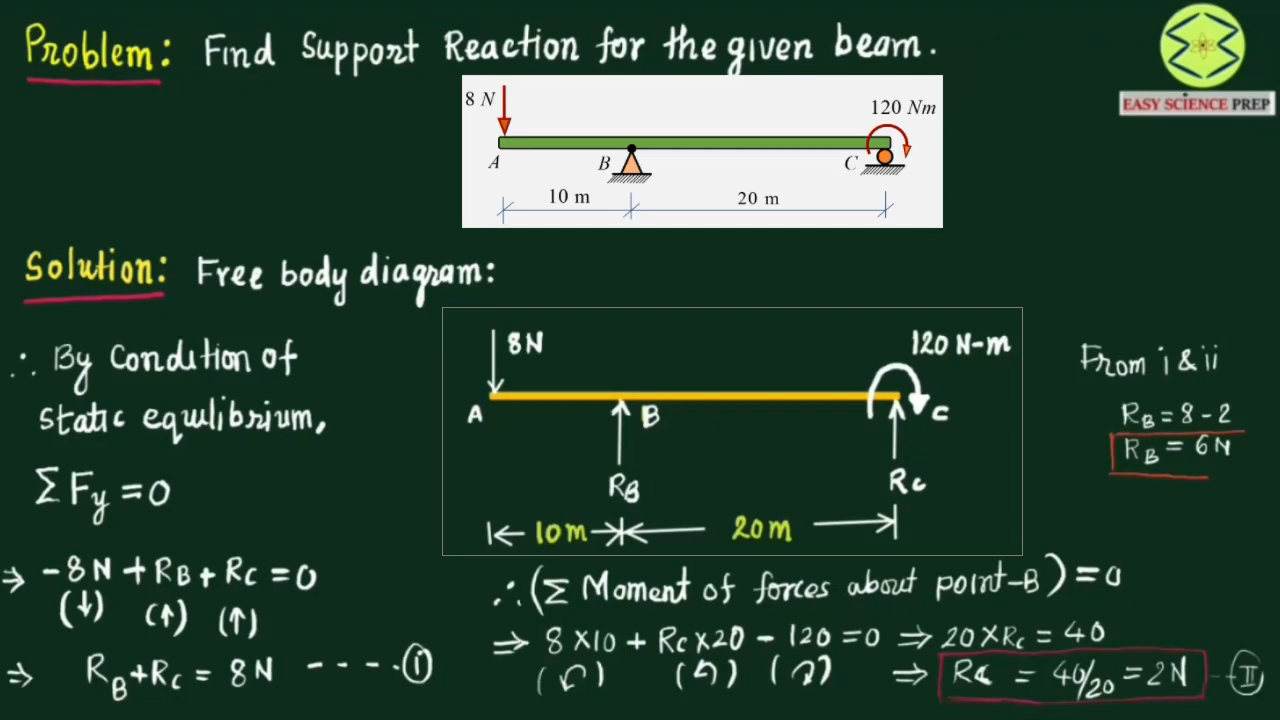 Problem: Find Support Reaction for the given beam.
EASY SCIENCE PREP
8 N
120 Nm
A
B
C
10 m
20 m
Solution: Free body diagram:
∴ By Condition of
static equilibrium,
ΣFy = 0
⇒ -8N + RB + RC = 0
(↓) (↑) (↑)
⇒ RB + RC = 8N ----(i)
8N
120 N-m
A
B
C
RB
RC
10m
20m
∴ (Σ Moment of forces about point-B) = 0
⇒ 8×10 + RC×20 - 120 = 0 ⇒ 20×RC = 40
(↺) (↺) (↻)
⇒ RC = 40/20 = 2N --(II)
From i & ii
RB = 8 - 2
RB = 6N